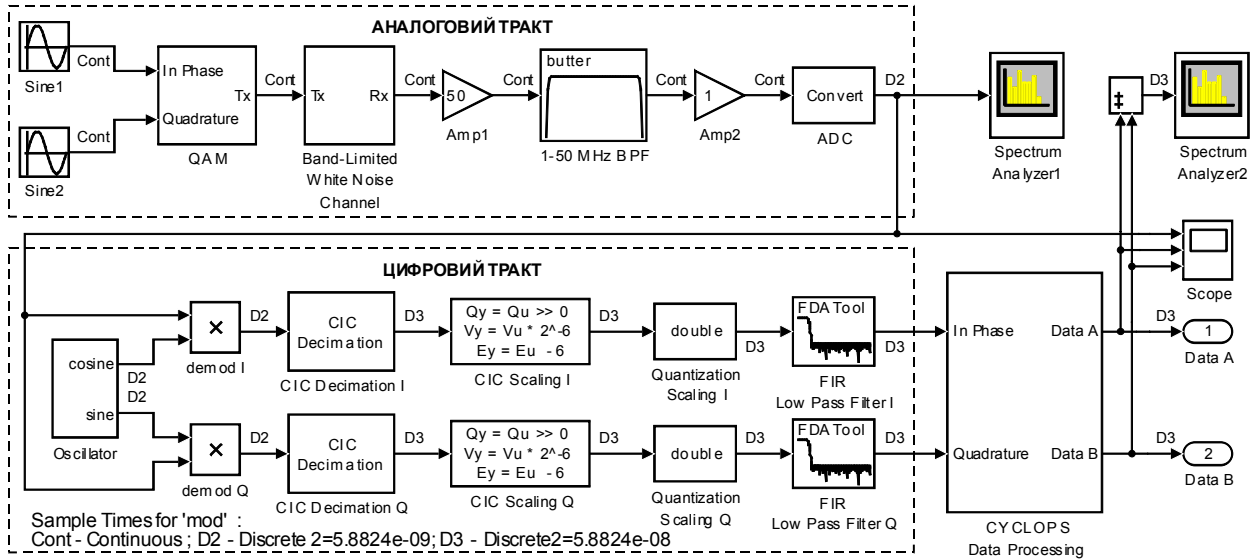 АНАЛОГОВИЙ ТРАКТ
Sine1
Cont
Sine2
Cont
In Phase
Tx
Quadrature
QAM
Cont
Tx
Rx
Band-Limited
White Noise
Channel
Cont
50
Amp1
Cont
butter
1-50 MHz BPF
Cont
1
Amp2
Cont
Convert
ADC
D2
Spectrum
Analyzer1
D3
Spectrum
Analyzer2
Scope
ЦИФРОВИЙ ТРАКТ
cosine
sine
Oscillator
D2
D2
×
demod I
D2
CIC
Decimation
CIC Decimation I
D3
Qy = Qu >> 0
Vy = Vu * 2^-6
Ey = Eu - 6
CIC Scaling I
D3
double
Quantization
Scaling I
D3
FDATool
FIR
Low Pass Filter I
D3
×
demod Q
D2
CIC
Decimation
CIC Decimation Q
D3
Qy = Qu >> 0
Vy = Vu * 2^-6
Ey = Eu - 6
CIC Scaling Q
D3
double
Quantization
Scaling Q
D3
FDATool
FIR
Low Pass Filter Q
D3
In Phase
Data A
Quadrature
Data B
CYCLOPS
Data Processing
D3
1
Data A
D3
2
Data B
Sample Times for 'mod' :
Cont - Continuous ; D2 - Discrete 2=5.8824e-09; D3 - Discrete2=5.8824e-08